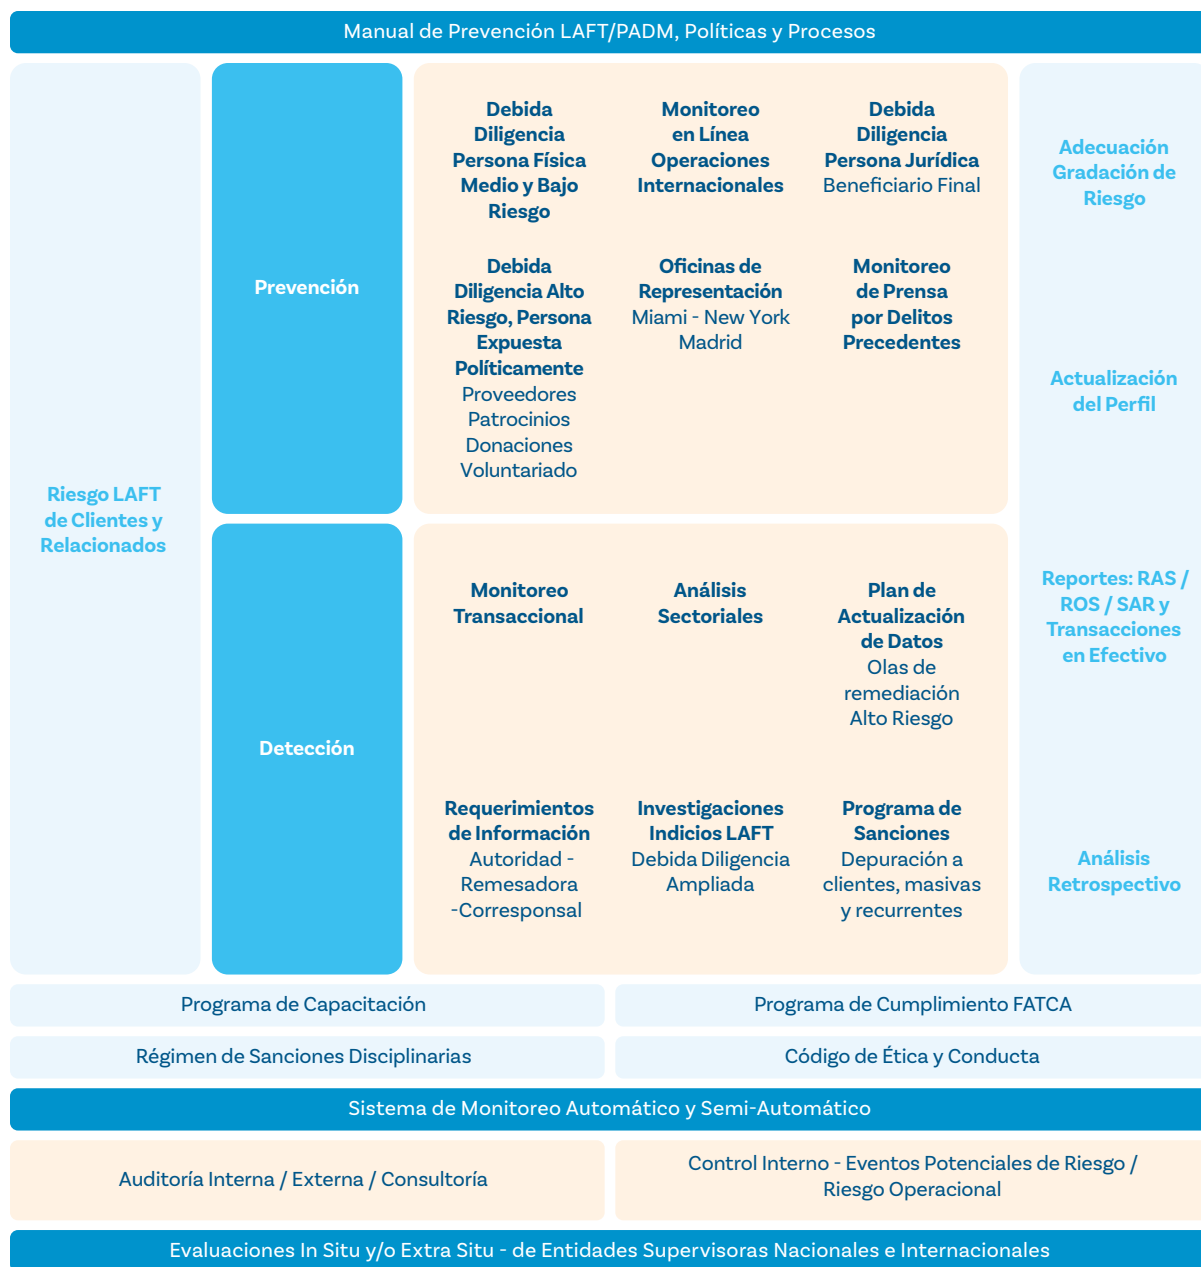 Manual de Prevención LAFT/PADM, Políticas y Procesos
Riesgo LAFT
de Clientes y
Relacionados
Prevención
Debida
Diligencia
Persona Física
Medio y Bajo
Riesgo
Monitoreo
en Línea
Operaciones
Internacionales
Debida
Diligencia
Persona Jurídica
Beneficiario Final
Debida
Diligencia Alto
Riesgo, Persona
Expuesta
Políticamente
Proveedores
Patrocinios
Donaciones
Voluntariado
Oficinas de
Representación
Miami - New York
Madrid
Monitoreo
de Prensa
por Delitos
Precedentes
Detección
Monitoreo
Transaccional
Análisis
Sectoriales
Plan de
Actualización
de Datos
Olas de
remediación
Alto Riesgo
Requerimientos
de Información
Autoridad -
Remesadora
-Corresponsal
Investigaciones
Indicios LAFT
Debida Diligencia
Ampliada
Programa de
Sanciones
Depuración a
clientes, masivas
y recurrentes
Adecuación
Gradación de
Riesgo
Actualización
del Perfil
Reportes: RAS /
ROS / SAR y
Transacciones
en Efectivo
Análisis
Retrospectivo
Programa de Capacitación
Programa de Cumplimiento FATCA
Régimen de Sanciones Disciplinarias
Código de Ética y Conducta
Sistema de Monitoreo Automático y Semi-Automático
Auditoría Interna / Externa / Consultoría
Control Interno - Eventos Potenciales de Riesgo /
Riesgo Operacional
Evaluaciones In Situ y/o Extra Situ - de Entidades Supervisoras Nacionales e Internacionales